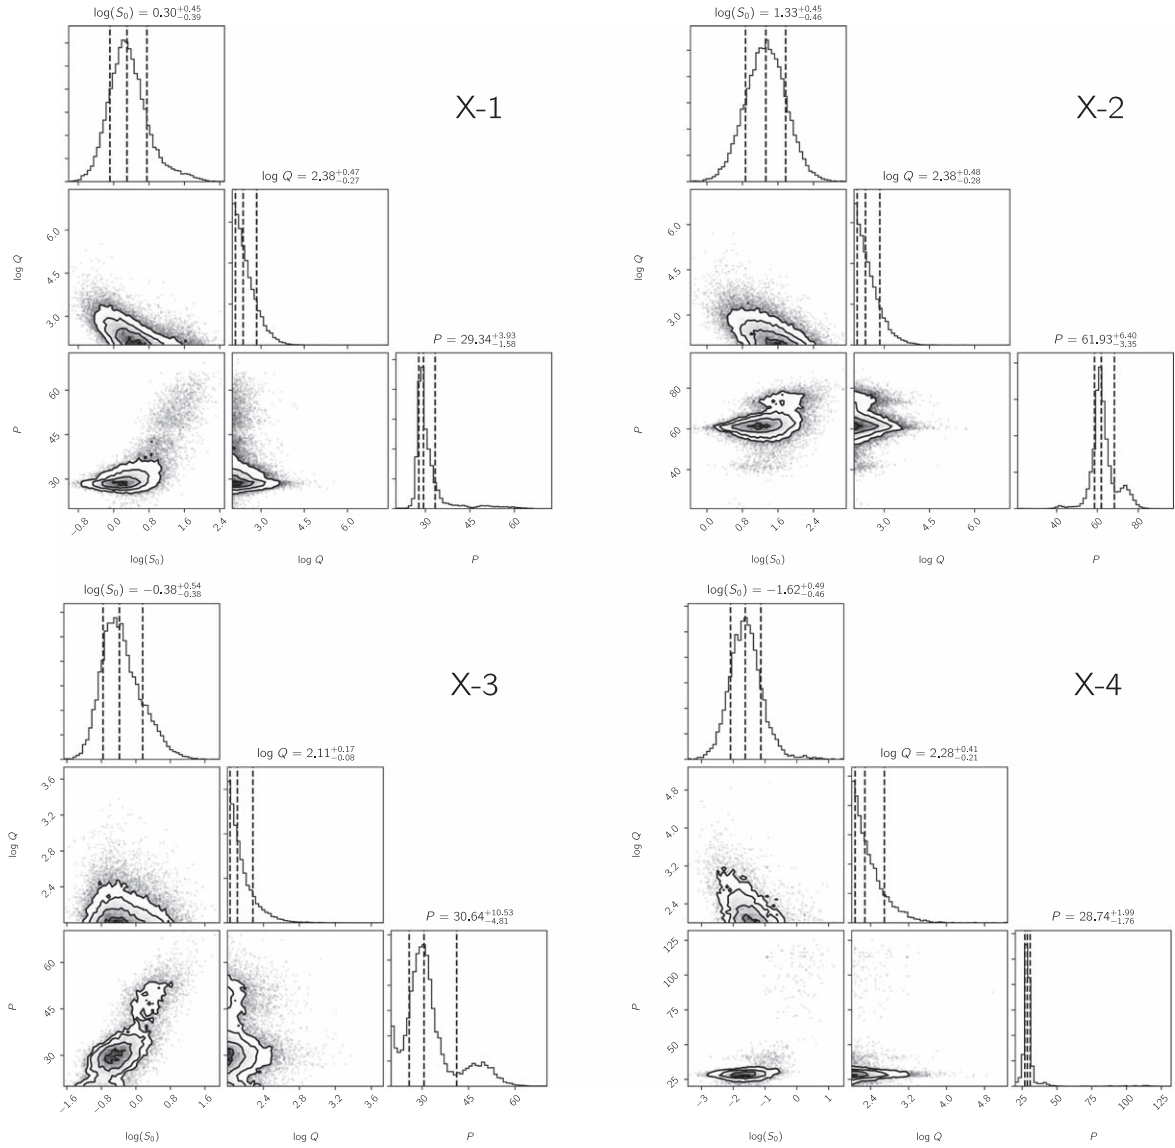 log(S₀) = 0.30 +0.45 −0.39
X-1
log Q = 2.38 +0.47 −0.27
6.0
4.5
3.0
log Q
P = 29.34 +3.93 −1.58
60
45
30
P
−0.8 0.0 0.8 1.6 2.4
3.0 4.5 6.0
30 45 60
log(S₀) log Q P
log(S₀) = 1.33 +0.45 −0.46
X-2
log Q = 2.38 +0.48 −0.28
6.0
4.5
3.0
log Q
P = 61.93 +6.40 −3.35
80
60
40
P
0.0 0.8 1.6 2.4
3.0 4.5 6.0
40 60 80
log(S₀) log Q P
log(S₀) = −0.38 +0.54 −0.38
X-3
log Q = 2.11 +0.17 −0.08
3.6
3.2
2.8
2.4
log Q
P = 30.64 +10.53 −4.81
60
45
30
P
−1.6 −0.8 0.0 0.8 1.6
2.4 3.0 3.6
30 45 60
log(S₀) log Q P
log(S₀) = −1.62 +0.49 −0.46
X-4
log Q = 2.28 +0.41 −0.21
4.8
4.0
3.2
2.4
log Q
P = 28.74 +1.99 −1.76
125
100
75
50
25
P
−3 −2 −1 0 1
2.4 3.2 4.0 4.8
25 50 75 100 125
log(S₀) log Q P